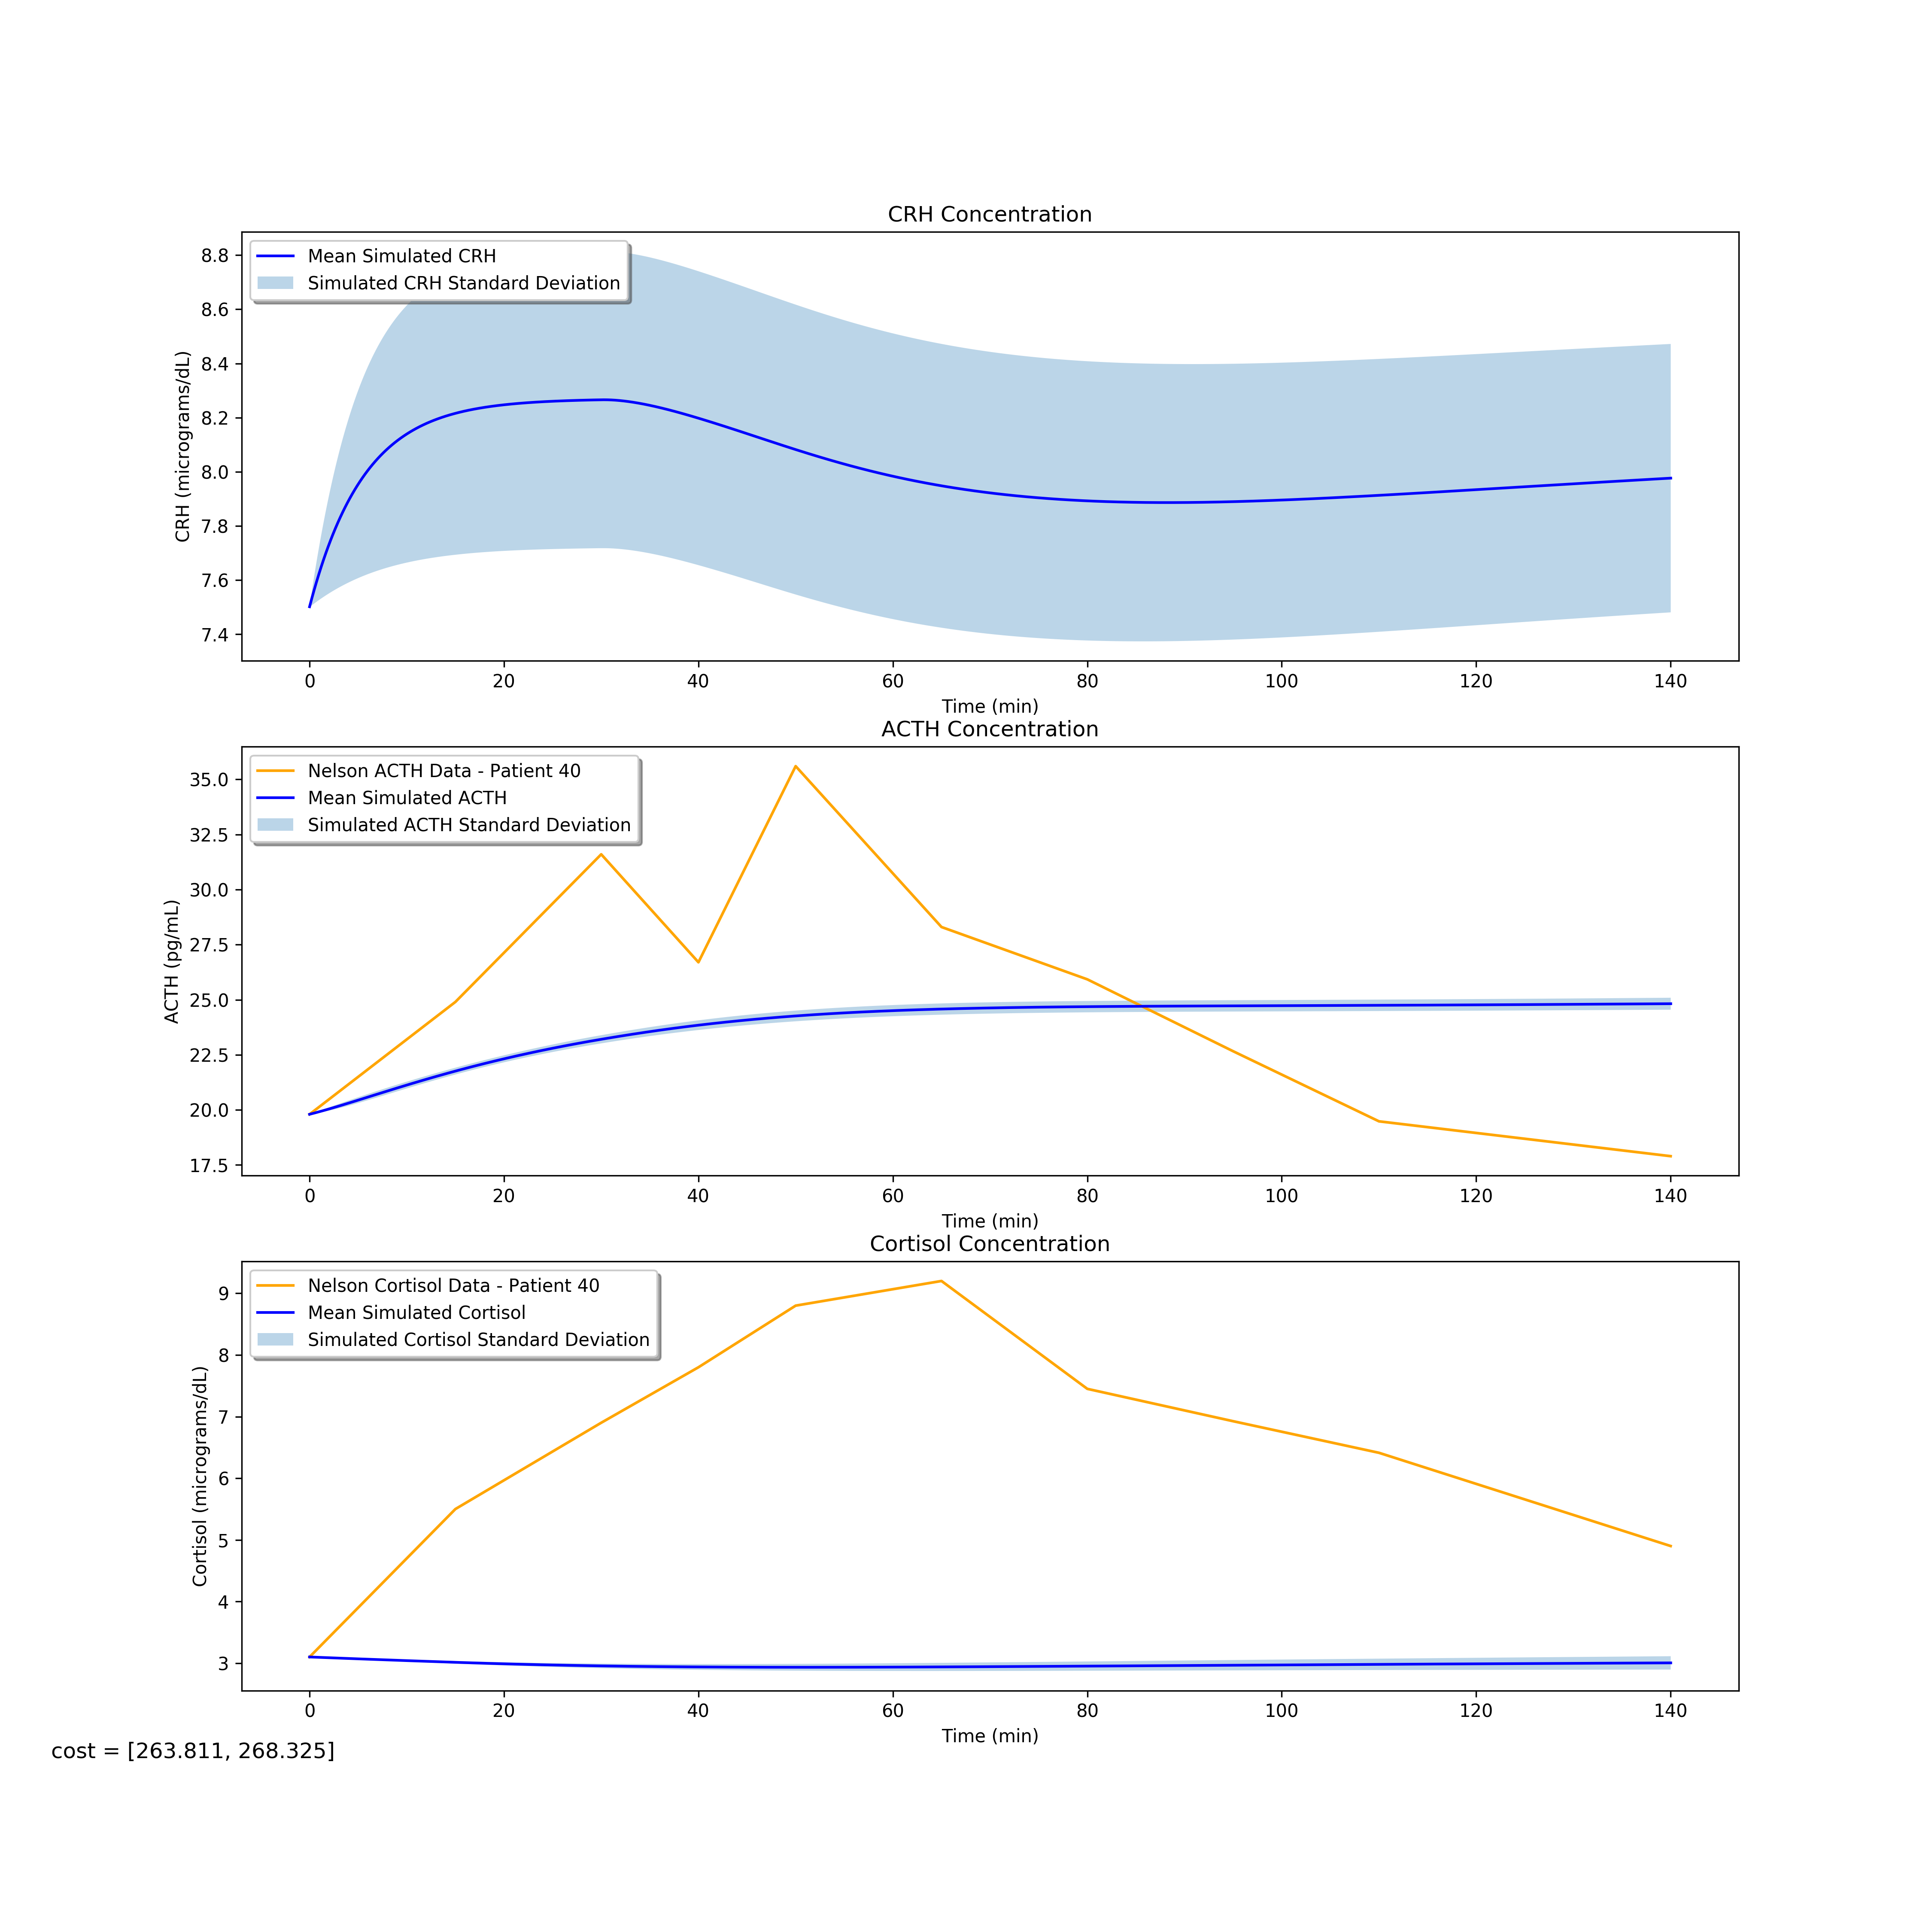 CRH Concentration
Mean Simulated CRH
Simulated CRH Standard Deviation
CRH (micrograms/dL)
8.8
8.6
8.4
8.2
8.0
7.8
7.6
7.4
0 20 40 60 80 100 120 140
Time (min)
ACTH Concentration
Nelson ACTH Data - Patient 40
Mean Simulated ACTH
Simulated ACTH Standard Deviation
ACTH (pg/mL)
35.0
32.5
30.0
27.5
25.0
22.5
20.0
17.5
0 20 40 60 80 100 120 140
Time (min)
Cortisol Concentration
Nelson Cortisol Data - Patient 40
Mean Simulated Cortisol
Simulated Cortisol Standard Deviation
Cortisol (micrograms/dL)
9
8
7
6
5
4
3
0 20 40 60 80 100 120 140
Time (min)
cost = [263.811, 268.325]